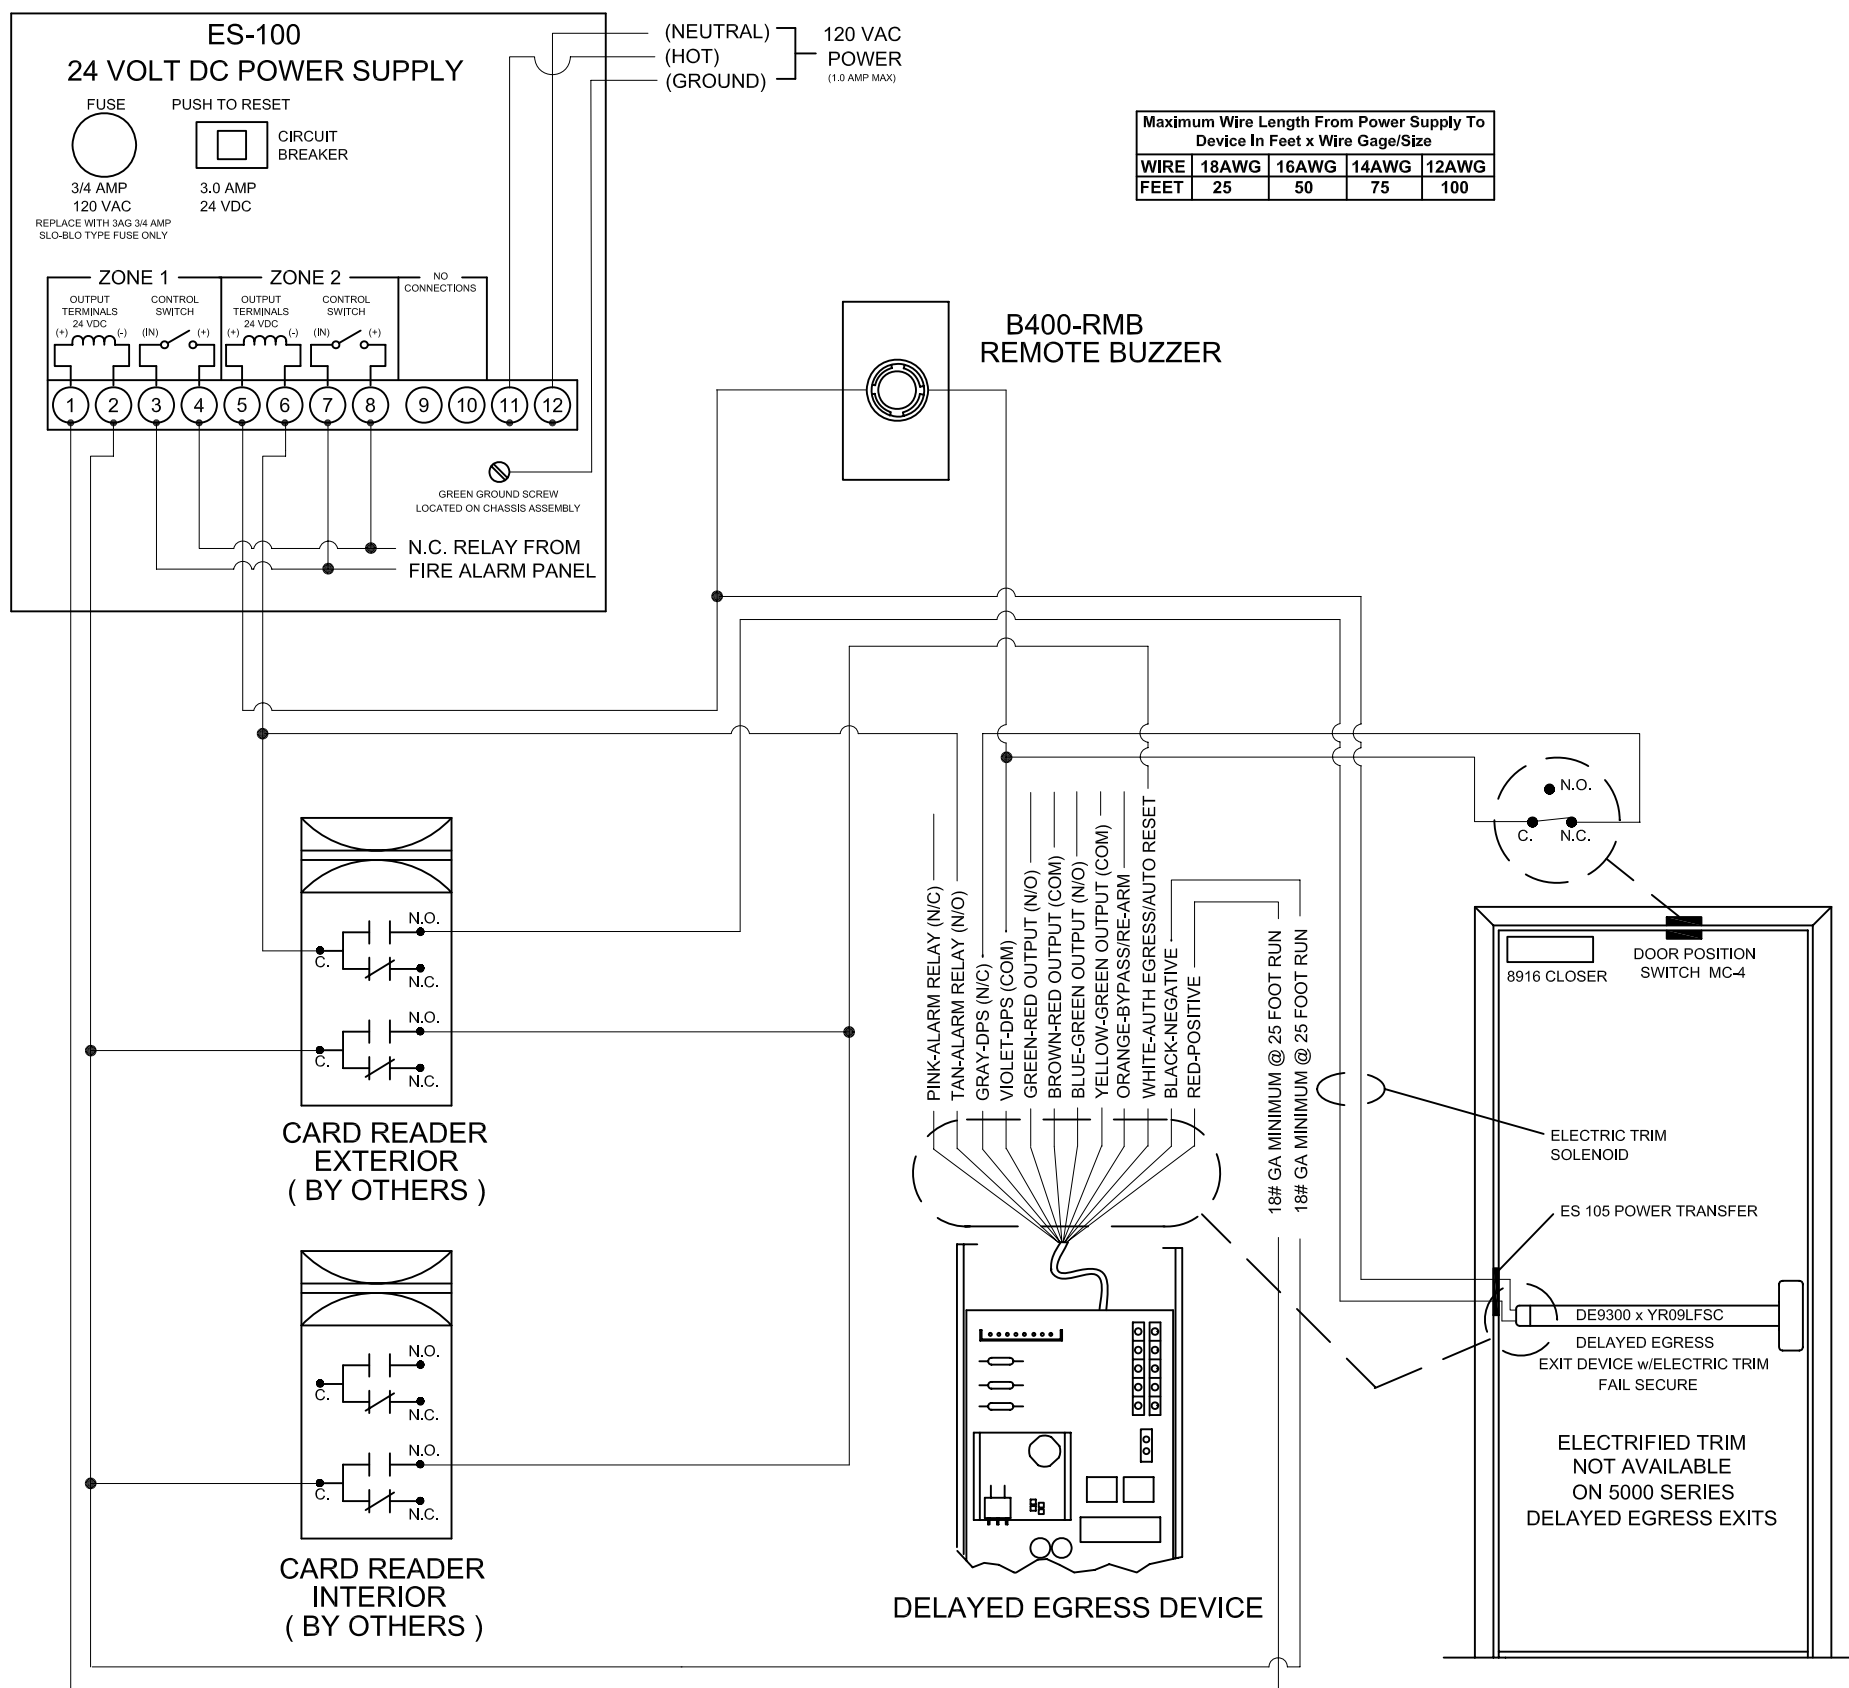 ES-100
24 VOLT DC POWER SUPPLY
FUSE
PUSH TO RESET
CIRCUIT
BREAKER
3/4 AMP
120 VAC
REPLACE WITH 3AG 3/4 AMP
SLO-BLO TYPE FUSE ONLY
3.0 AMP
24 VDC
(NEUTRAL)
(HOT)
(GROUND)
120 VAC
POWER
(1.0 AMP MAX)
Maximum Wire Length From Power Supply To
Device In Feet x Wire Gage/Size
WIRE 18AWG 16AWG 14AWG 12AWG
FEET 25 50 75 100
ZONE 1
OUTPUT
TERMINALS
24 VDC
(+) (-)
CONTROL
SWITCH
(IN) (+)
ZONE 2
OUTPUT
TERMINALS
24 VDC
(+) (-)
CONTROL
SWITCH
(IN) (+)
NO
CONNECTIONS
1 2 3 4 5 6 7 8 9 10 11 12
GREEN GROUND SCREW
LOCATED ON CHASSIS ASSEMBLY
N.C. RELAY FROM
FIRE ALARM PANEL
B400-RMB
REMOTE BUZZER
N.O.
C.
N.C.
N.O.
C.
N.C.
N.O.
C.
N.C.
CARD READER
EXTERIOR
( BY OTHERS )
N.O.
C.
N.C.
N.O.
C.
N.C.
CARD READER
INTERIOR
( BY OTHERS )
PINK-ALARM RELAY (N/C)
TAN-ALARM RELAY (N/O)
GRAY-DPS (N/C)
VIOLET-DPS (COM)
GREEN-RED OUTPUT (N/O)
BROWN-RED OUTPUT (COM)
BLUE-GREEN OUTPUT (N/O)
YELLOW-GREEN OUTPUT (COM)
ORANGE-BYPASS/RE-ARM
WHITE-AUTH EGRESS/AUTO RESET
BLACK-NEGATIVE
RED-POSITIVE
18# GA MINIMUM @ 25 FOOT RUN
18# GA MINIMUM @ 25 FOOT RUN
DELAYED EGRESS DEVICE
8916 CLOSER
DOOR POSITION
SWITCH MC-4
ELECTRIC TRIM
SOLENOID
ES 105 POWER TRANSFER
DE9300 x YR09LFSC
DELAYED EGRESS
EXIT DEVICE w/ELECTRIC TRIM
FAIL SECURE
ELECTRIFIED TRIM
NOT AVAILABLE
ON 5000 SERIES
DELAYED EGRESS EXITS